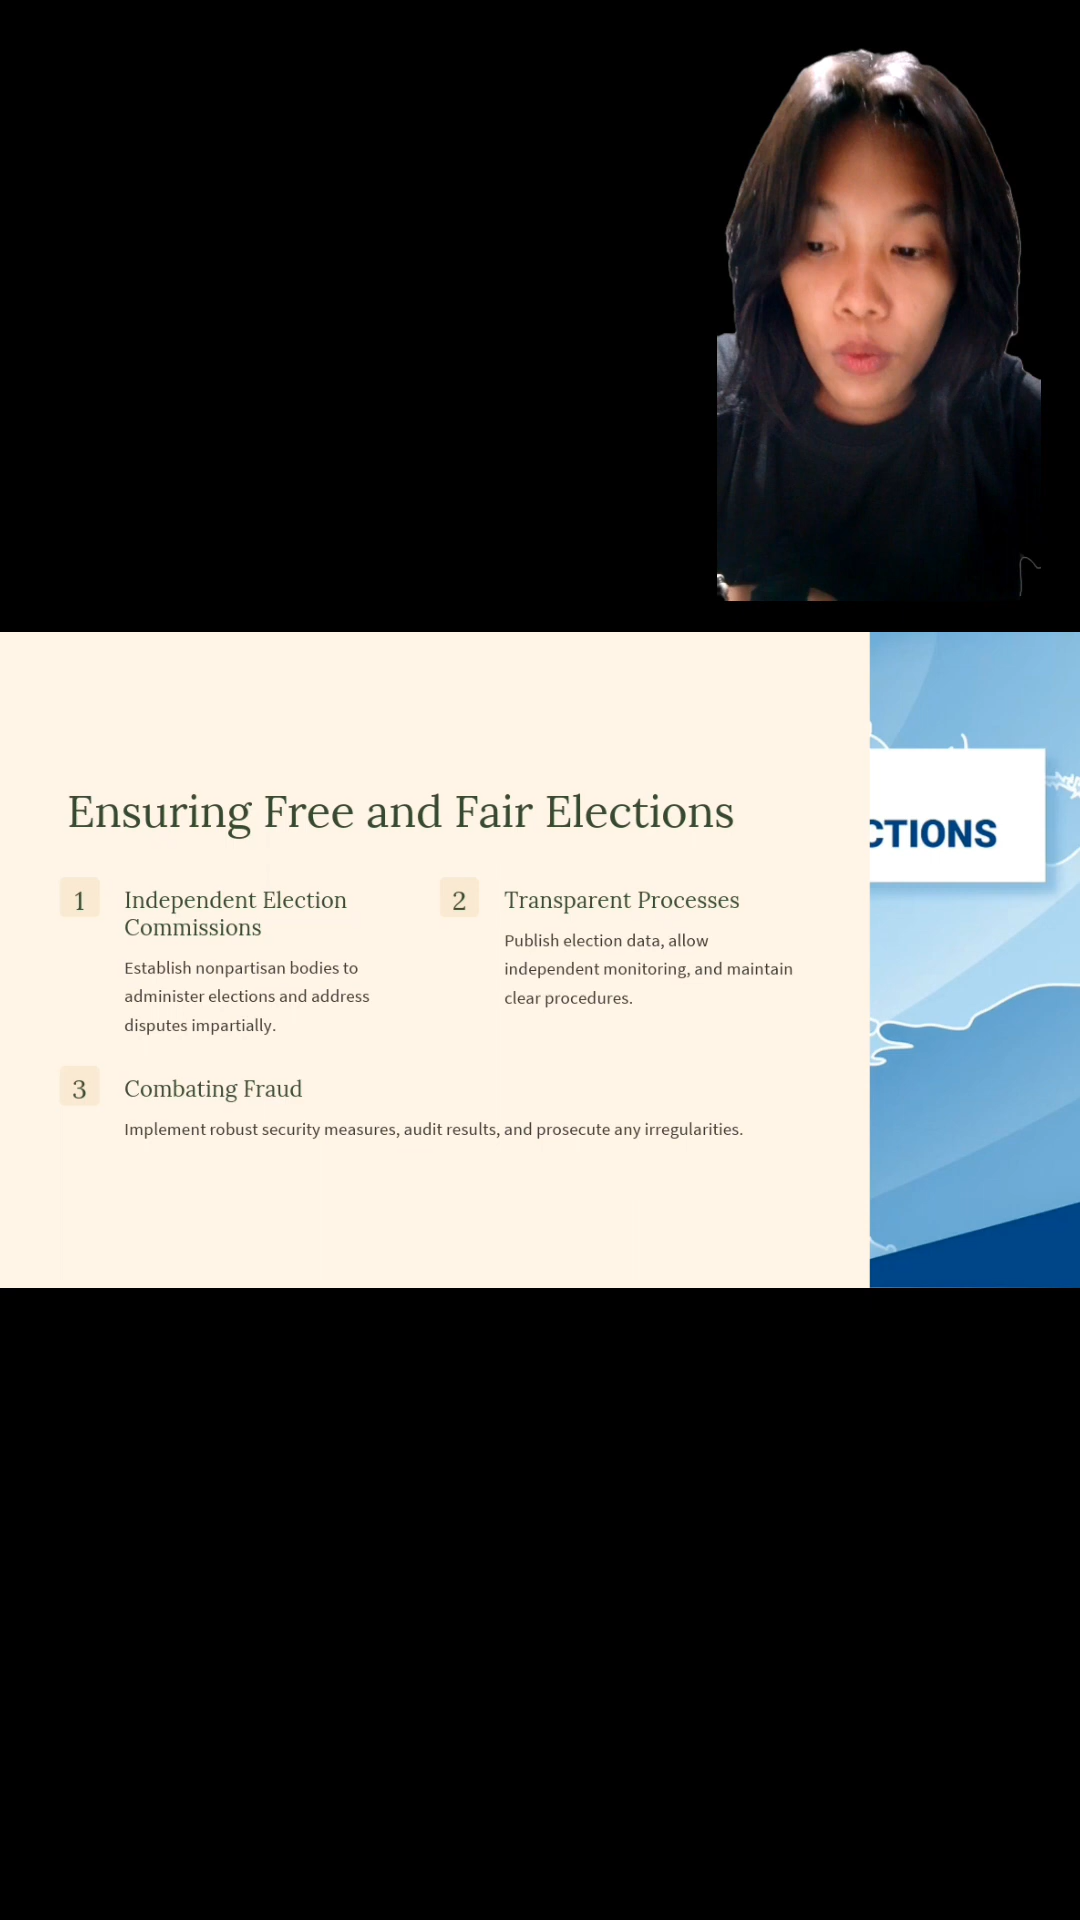 Ensuring Free and Fair Elections
CTIONS
1
Independent Election
Commissions
Establish nonpartisan bodies to
administer elections and address
disputes impartially.
2
Transparent Processes
Publish election data, allow
independent monitoring, and maintain
clear procedures.
3
Combating Fraud
Implement robust security measures, audit results, and prosecute any irregularities.